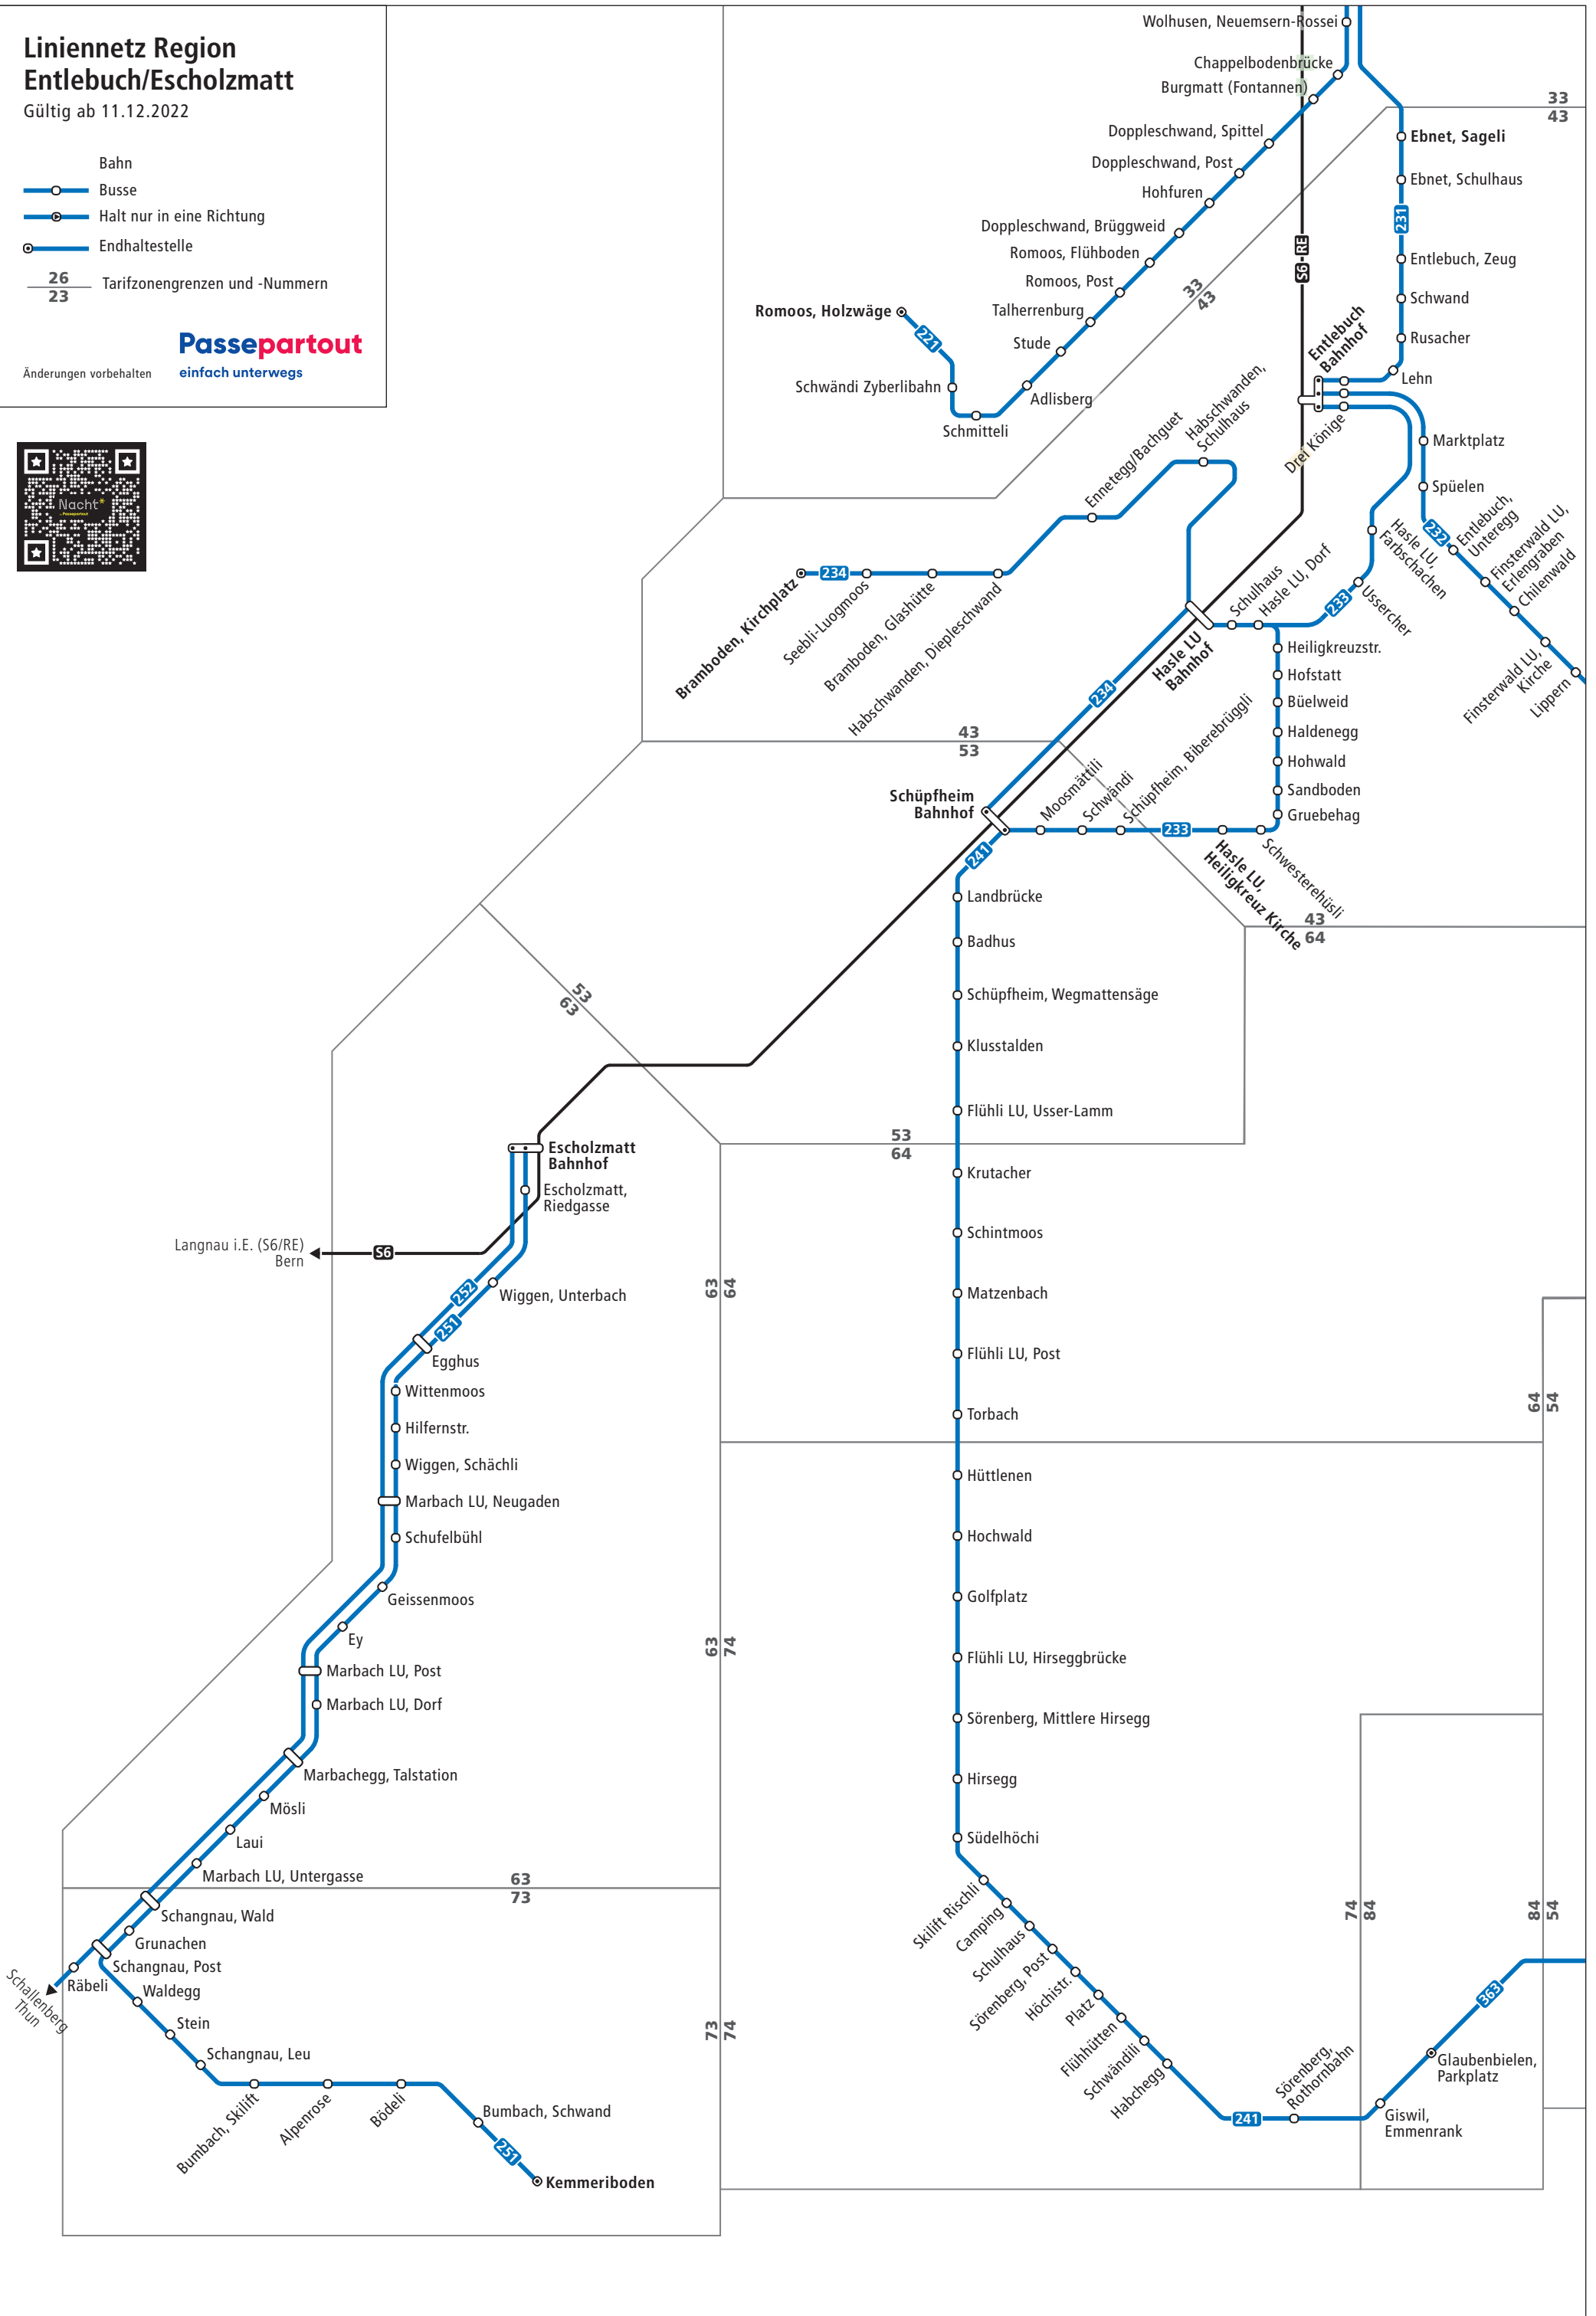 Liniennetz Region
Entlebuch/Escholzmatt
Gültig ab 11.12.2022
Bahn
Busse
Halt nur in eine Richtung
Endhaltestelle
26
23
Tarifzonengrenzen und -Nummern
Passepartout
einfach unterwegs
Änderungen vorbehalten
Nacht*
Wolhusen, Neuemsern-Rossei
Chappelbodenbrücke
Burgmatt (Fontannen)
Doppleschwand, Spittel
Doppleschwand, Post
Hohfuren
Doppleschwand, Brüggweid
Romoos, Flühboden
Romoos, Post
Talherrenburg
Stude
Adlisberg
Schmitteli
Schwändi Zyberlibahn
221
Romoos, Holzwäge
33
43
33
43
S6-RE
Ebnet, Sageli
Ebnet, Schulhaus
231
Entlebuch, Zeug
Schwand
Rusacher
Lehn
Entlebuch
Bahnhof
Drei Könige
Marktplatz
Spüelen
232
Entlebuch,
Unteregg
Finsterwald LU,
Erlengraben
Chilenwald
Finsterwald LU,
Kirche
Lippern
Hasle LU,
Farbschachen
Ussercher
233
Hasle LU, Dorf
Schulhaus
Hasle LU
Bahnhof
Habschwanden,
Schulhaus
Ennetegg/Bachguet
Habschwanden, Diepleschwand
Bramboden, Glashütte
Seebli-Luogmoos
234
Bramboden, Kirchplatz
234
Heiligkreuzstr.
Hofstatt
Büelweid
Haldenegg
Hohwald
Sandboden
Gruebehag
Schwesterehüsli
Hasle LU,
Heiligkreuz Kirche
233
Schüpfheim, Biberebrüggli
Schwändi
Moosmättili
43
53
Schüpfheim
Bahnhof
241
43
64
Landbrücke
Badhus
Schüpfheim, Wegmattensäge
Klusstalden
Flühli LU, Usser-Lamm
53
63
53
64
Krutacher
Schintmoos
Matzenbach
Flühli LU, Post
Torbach
63
64
64
54
Hüttlenen
Hochwald
Golfplatz
Flühli LU, Hirseggbrücke
Sörenberg, Mittlere Hirsegg
Hirsegg
Südelhöchi
Skilift Rischli
Camping
Schulhaus
Sörenberg, Post
Höchistr.
Platz
Flühhütten
Schwändili
Habchegg
241
Sörenberg,
Rothornbahn
Giswil,
Emmenrank
Glaubenbielen,
Parkplatz
363
74
84
84
54
63
74
Escholzmatt
Bahnhof
Escholzmatt,
Riedgasse
Langnau i.E. (S6/RE)
Bern
S6
252
251
Wiggen, Unterbach
Egghus
Wittenmoos
Hilfernstr.
Wiggen, Schächli
Marbach LU, Neugaden
Schufelbühl
Geissenmoos
Ey
Marbach LU, Post
Marbach LU, Dorf
Marbachegg, Talstation
Mösli
Laui
Marbach LU, Untergasse
63
73
Schangnau, Wald
Grunachen
Schangnau, Post
Räbeli
Schallenberg
Thun
Waldegg
Stein
Schangnau, Leu
Bumbach, Skilift
Alpenrose
Bödeli
Bumbach, Schwand
251
Kemmeriboden
73
74